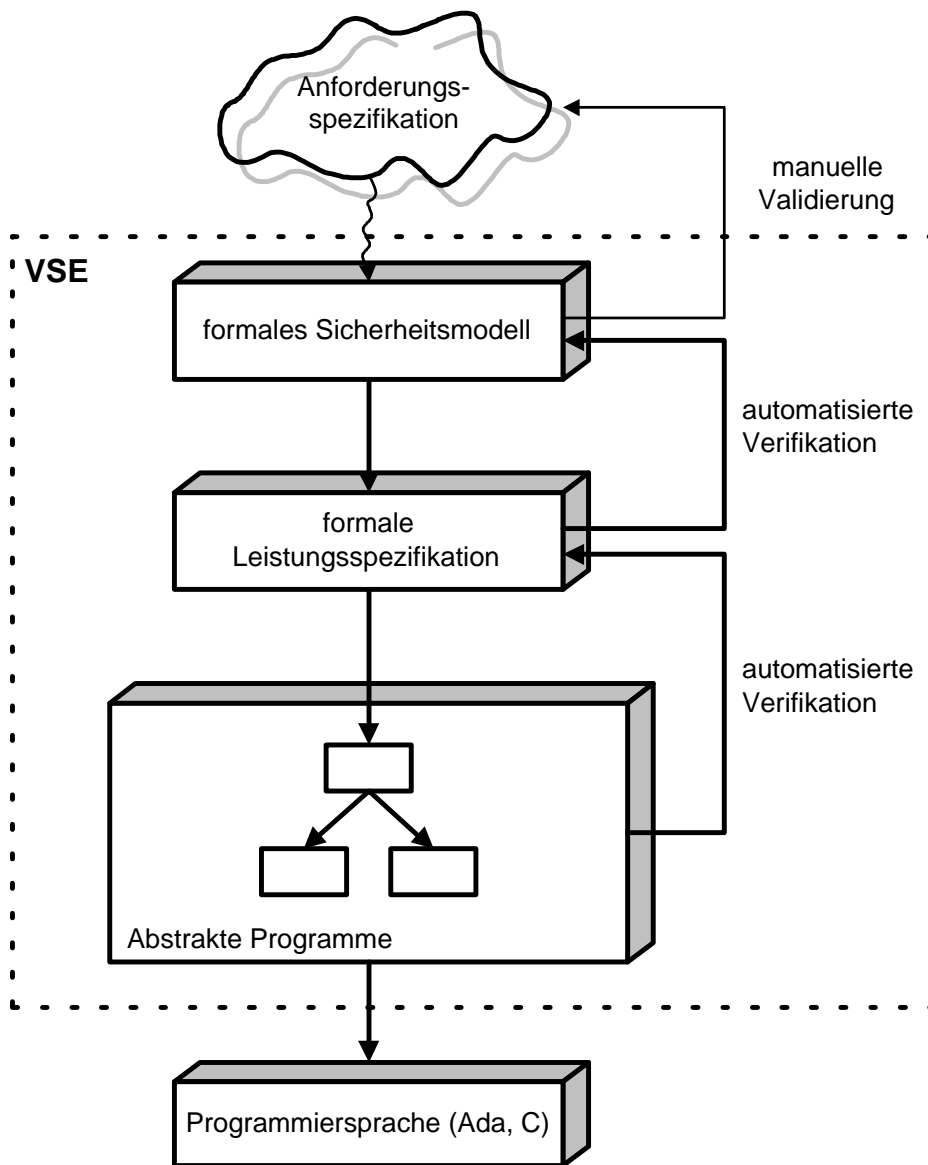 Anforderungs-
spezifikation
manuelle
Validierung
VSE
formales Sicherheitsmodell
automatisierte
Verifikation
formale
Leistungsspezifikation
automatisierte
Verifikation
Abstrakte Programme
Programmiersprache (Ada, C)